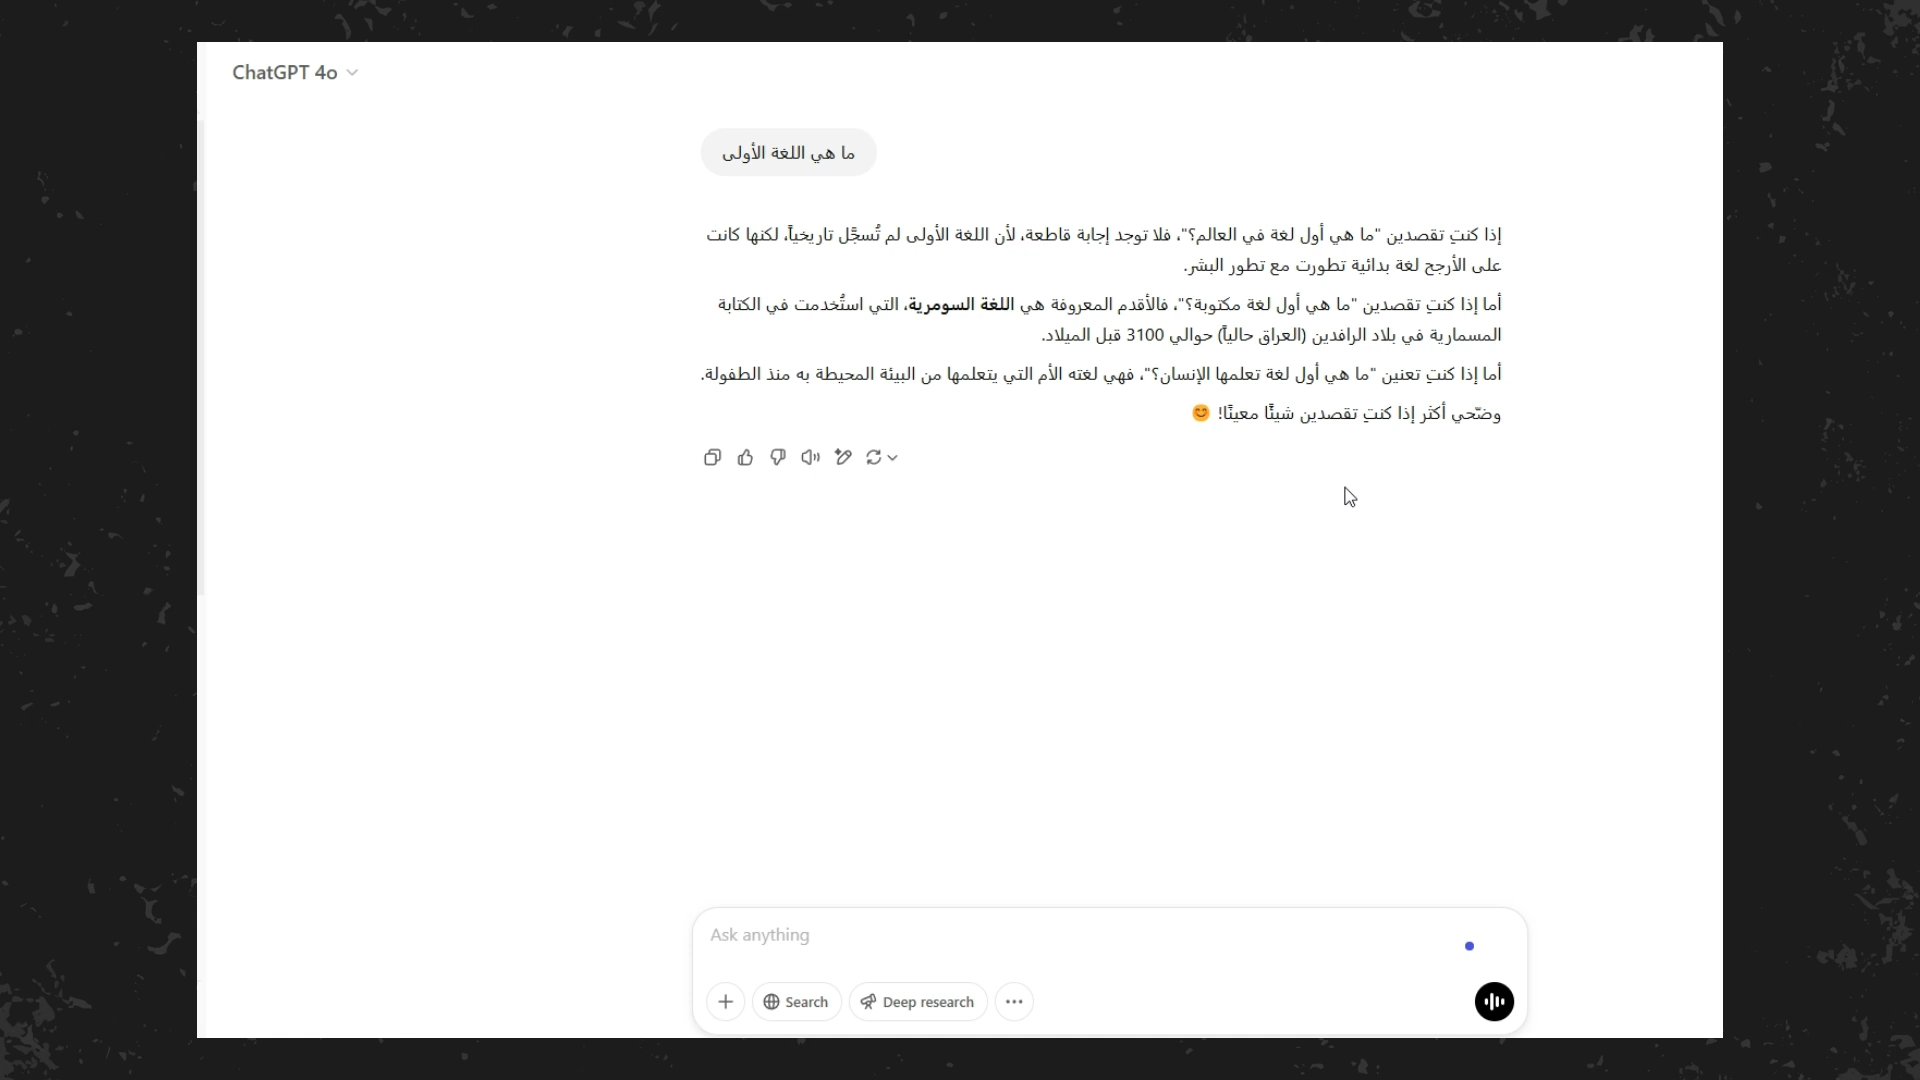 ChatGPT 4o
ما هي اللغة الأولى
إذا كنتِ تقصدين "ما هي أول لغة في العالم؟"، فلا توجد إجابة قاطعة، لأن اللغة الأولى لم تُسجَّل تاريخياً، لكنها كانت
على الأرجح لغة بدائية تطورت مع تطور البشر.
أما إذا كنتِ تقصدين "ما هي أول لغة مكتوبة؟"، فالأقدم المعروفة هي اللغة السومرية، التي استُخدمت في الكتابة
المسمارية في بلاد الرافدين (العراق حالياً) حوالي 3100 قبل الميلاد.
أما إذا كنتِ تعنين "ما هي أول لغة تعلمها الإنسان؟"، فهي لغته الأم التي يتعلمها من البيئة المحيطة به منذ الطفولة.
وضّحي أكثر إذا كنتِ تقصدين شيئًا معينًا! 😊
Ask anything
Search
Deep research